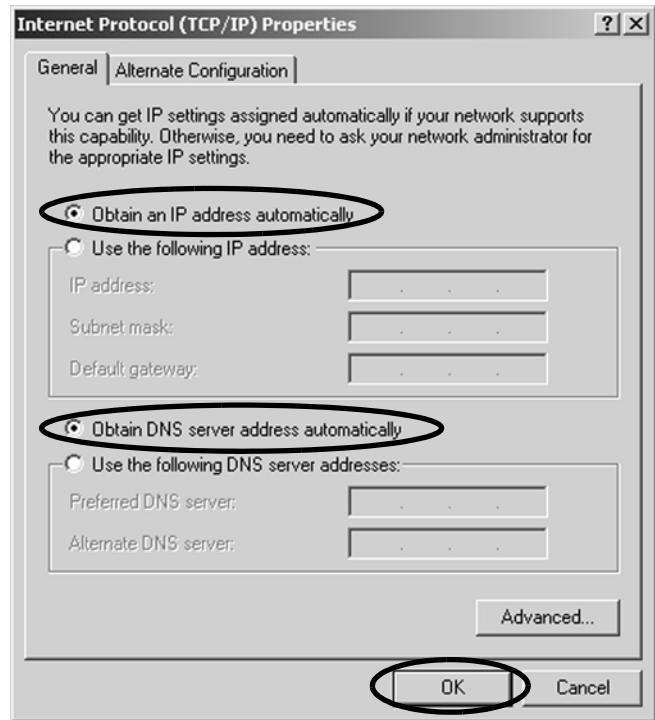 Internet Protocol (TCP/IP) Properties
General
Alternate Configuration
You can get IP settings assigned automatically if your network supports
this capability. Otherwise, you need to ask your network administrator for
the appropriate IP settings.
Obtain an IP address automatically
Use the following IP address:
IP address:
Subnet mask:
Default gateway:
Obtain DNS server address automatically
Use the following DNS server addresses:
Preferred DNS server:
Alternate DNS server:
Advanced...
OK
Cancel